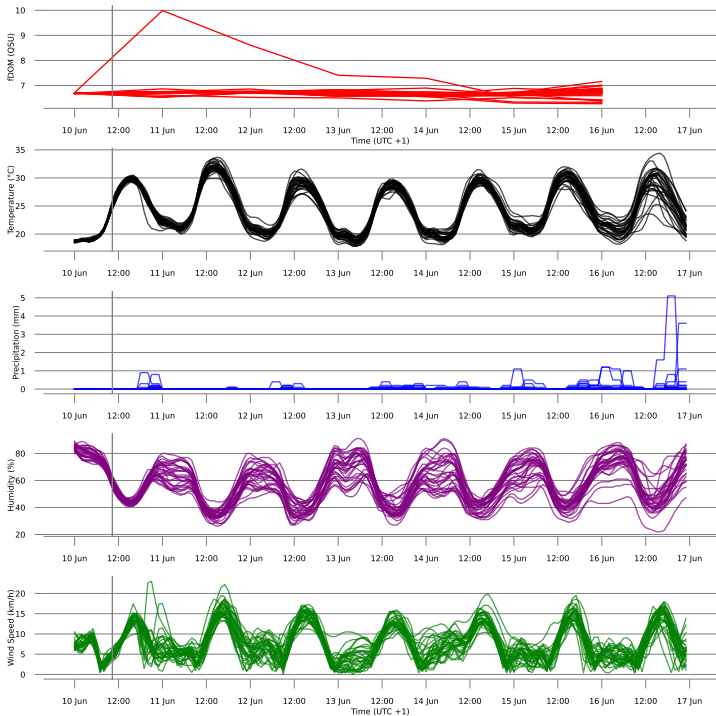 10
9
8
7
fDOM (QSU)
10 Jun 12:00 11 Jun 12:00 12 Jun 12:00 13 Jun 12:00 14 Jun 12:00 15 Jun 12:00 16 Jun 12:00 17 Jun
Time (UTC +1)
35
30
25
20
Temperature (°C)
10 Jun 12:00 11 Jun 12:00 12 Jun 12:00 13 Jun 12:00 14 Jun 12:00 15 Jun 12:00 16 Jun 12:00 17 Jun
5
4
3
2
1
0
Precipitation (mm)
10 Jun 12:00 11 Jun 12:00 12 Jun 12:00 13 Jun 12:00 14 Jun 12:00 15 Jun 12:00 16 Jun 12:00 17 Jun
80
60
40
20
Humidity (%)
10 Jun 12:00 11 Jun 12:00 12 Jun 12:00 13 Jun 12:00 14 Jun 12:00 15 Jun 12:00 16 Jun 12:00 17 Jun
20
15
10
5
0
Wind Speed (km/h)
10 Jun 12:00 11 Jun 12:00 12 Jun 12:00 13 Jun 12:00 14 Jun 12:00 15 Jun 12:00 16 Jun 12:00 17 Jun
Time (UTC +1)